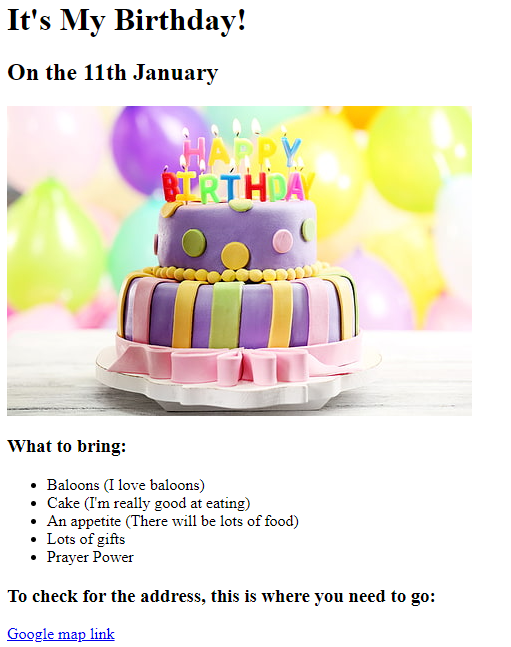 It's My Birthday!
On the 11th January
HAPPY
BIRTHDAY
What to bring:
Baloons (I love baloons)
Cake (I'm really good at eating)
An appetite (There will be lots of food)
Lots of gifts
Prayer Power
To check for the address, this is where you need to go:
Google map link